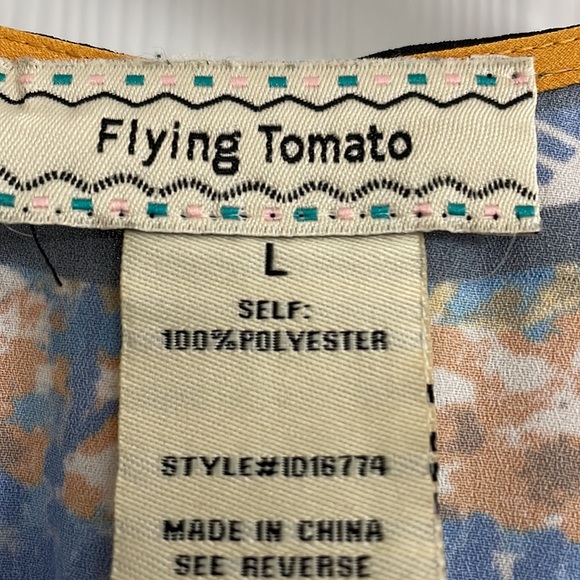 Flying Tomato
L
SELF:
100%POLYESTER
STYLE#ID16774
MADE IN CHINA
SEE REVERSE